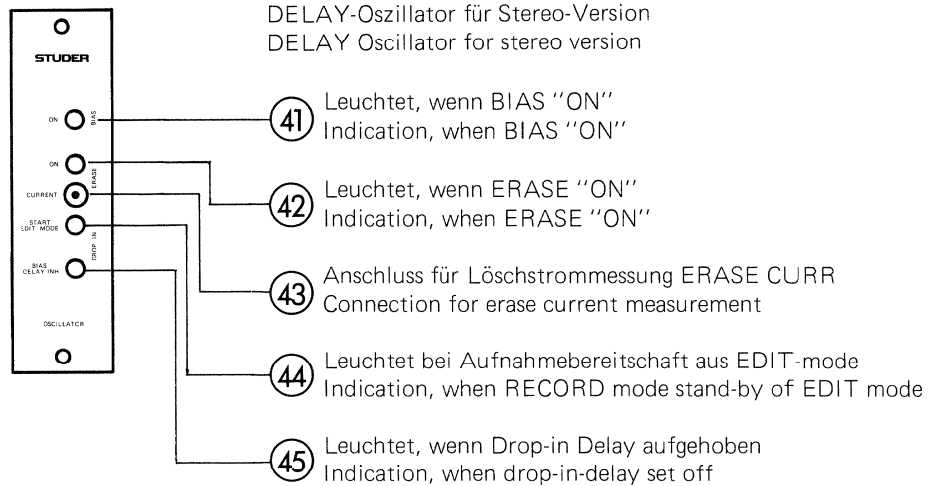 DELAY-Oszillator für Stereo-Version
DELAY Oscillator for stereo version
STUDER
ON
BIAS
41 Leuchtet, wenn BIAS ''ON''
Indication, when BIAS ''ON''
ON
ERASE
CURRENT
42 Leuchtet, wenn ERASE ''ON''
Indication, when ERASE ''ON''
START
EDIT MODE
DROP IN
BIAS
DELAY INH
43 Anschluss für Löschstrommessung ERASE CURR
Connection for erase current measurement
OSCILLATOR
44 Leuchtet bei Aufnahmebereitschaft aus EDIT-mode
Indication, when RECORD mode stand-by of EDIT mode
45 Leuchtet, wenn Drop-in Delay aufgehoben
Indication, when drop-in-delay set off